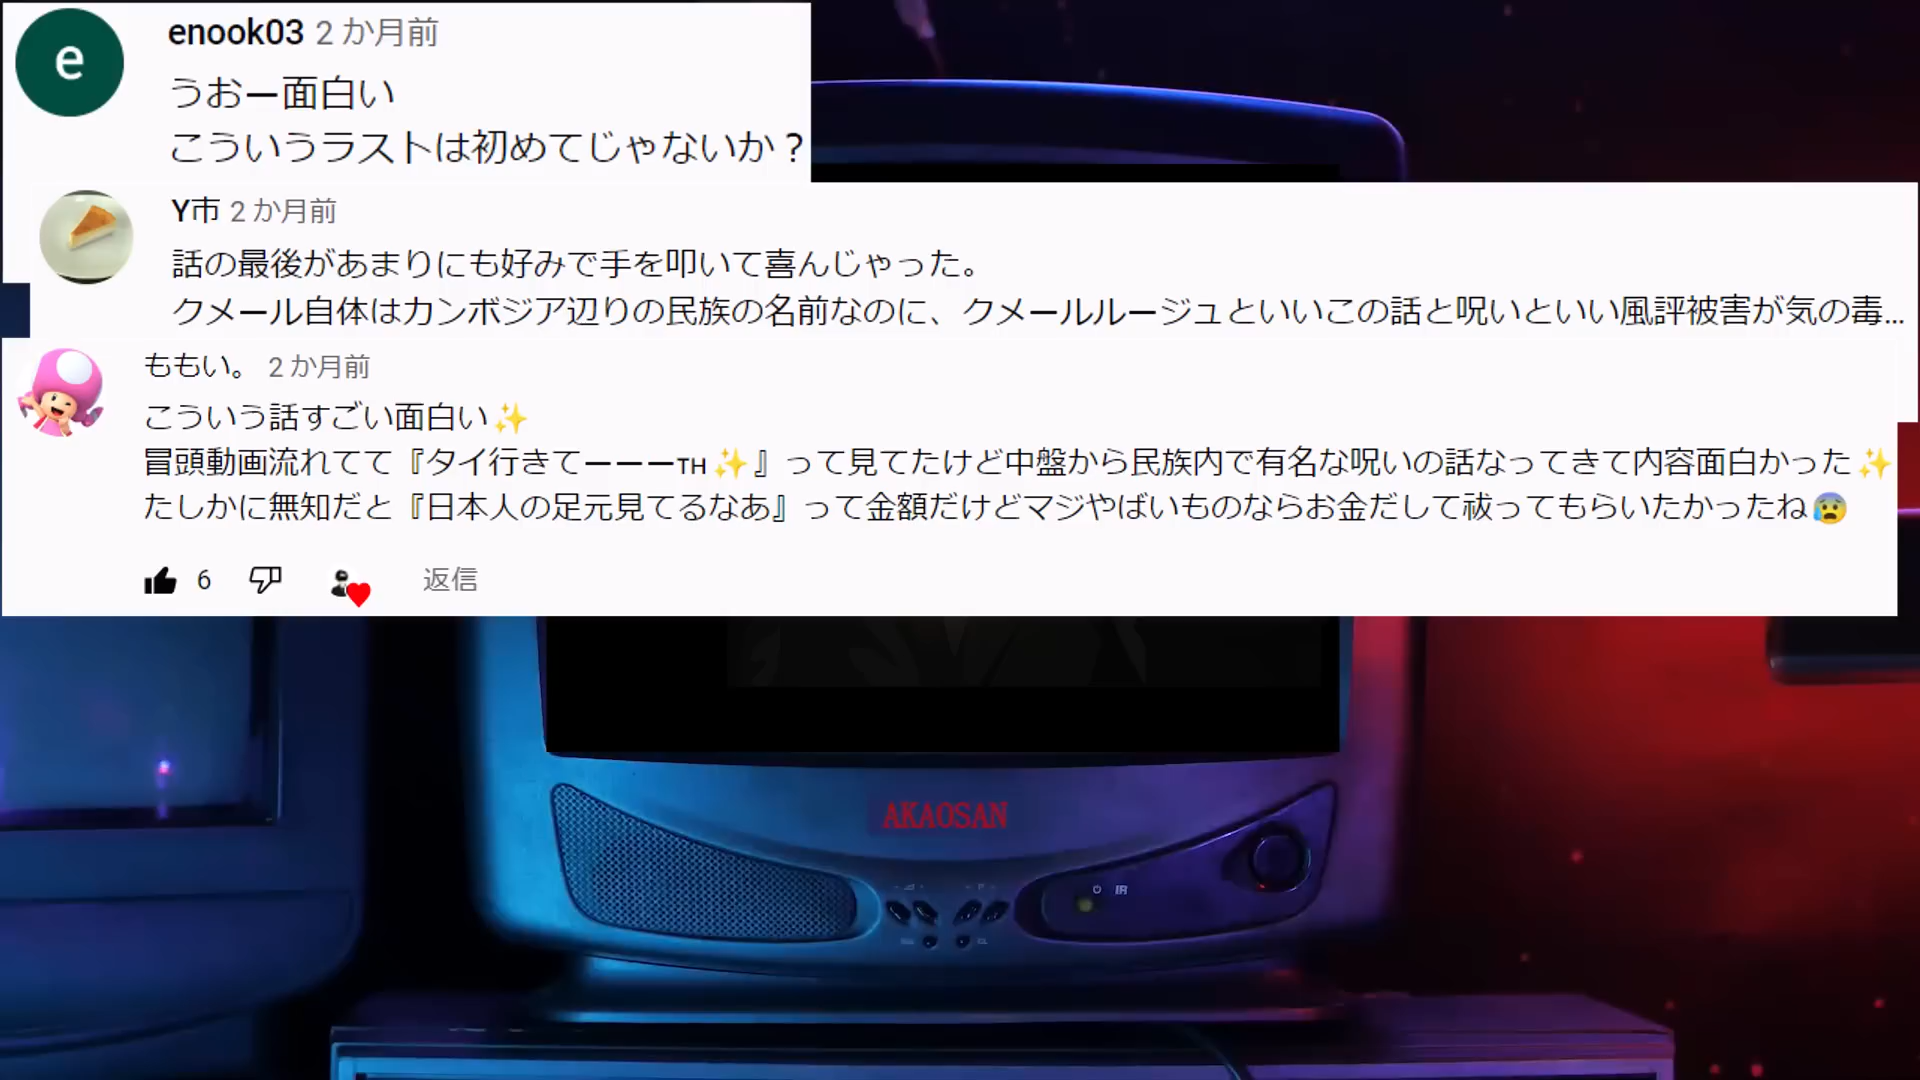 e
enook03 2 か月前
うおー面白い
こういうラストは初めてじゃないか？
Y市 2 か月前
話の最後があまりにも好みで手を叩いて喜んじゃった。
クメール自体はカンボジア辺りの民族の名前なのに、クメールルージュといいこの話と呪いといい風評被害が気の毒...
ももい。 2 か月前
こういう話すごい面白い✨
冒頭動画流れてて『タイ行きてーーーTH✨』って見てたけど中盤から民族内で有名な呪いの話なってきて内容面白かった✨
たしかに無知だと『日本人の足元見てるなあ』って金額だけどマジやばいものならお金だして祓ってもらいたかったね😰
6 返信
AKAOSAN